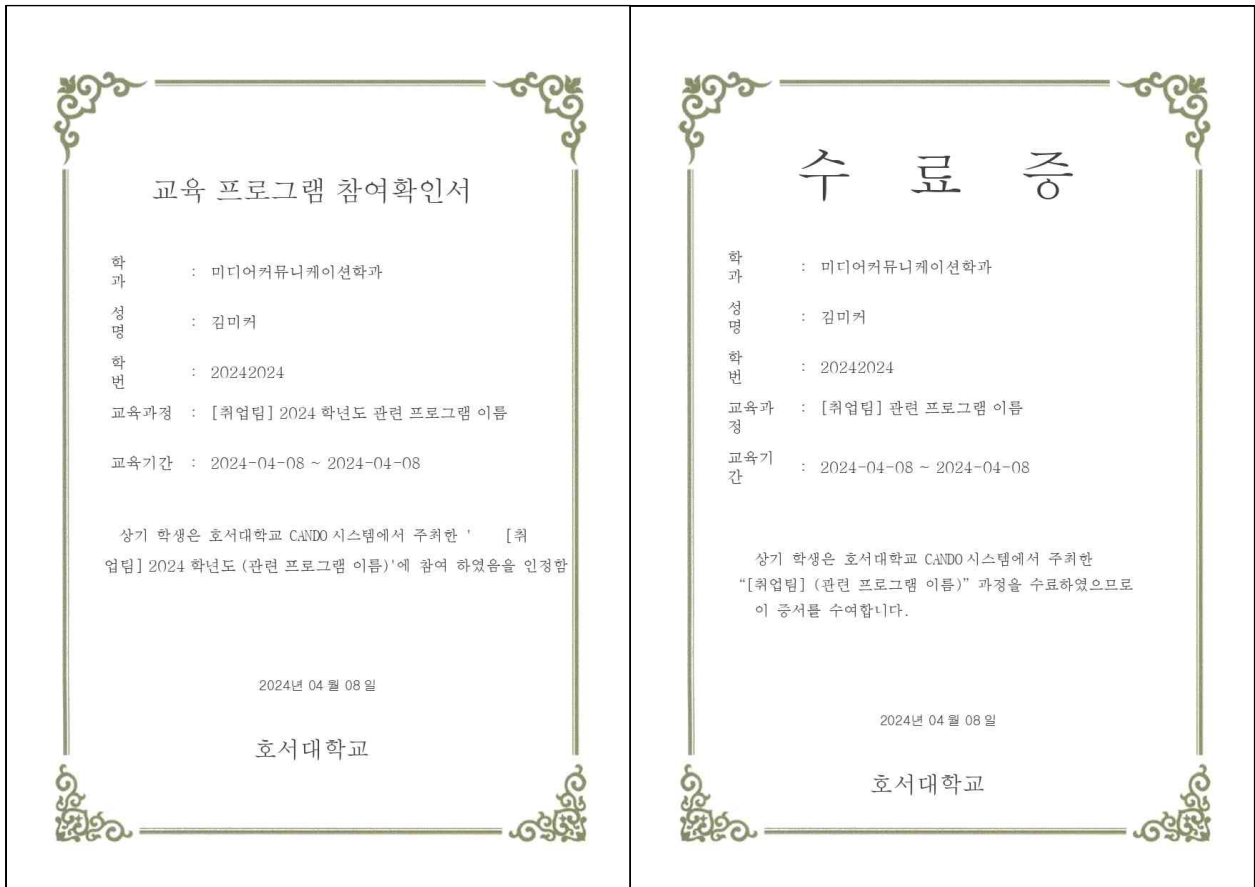 교육 프로그램 참여확인서
학
과 : 미디어커뮤니케이션학과
성
명 : 김미커
학
번 : 20242024
교육과정 : [취업팀] 2024 학년도 관련 프로그램 이름
교육기간 : 2024-04-08 ~ 2024-04-08
상기 학생은 호서대학교 CANDO 시스템에서 주최한 ' [취
업팀] 2024 학년도 (관련 프로그램 이름)'에 참여 하였음을 인정함
2024년 04 월 08 일
호서대학교
수 료 증
학
과 : 미디어커뮤니케이션학과
성
명 : 김미커
학
번 : 20242024
교육과
정 : [취업팀] 관련 프로그램 이름
교육기
간 : 2024-04-08 ~ 2024-04-08
상기 학생은 호서대학교 CANDO 시스템에서 주최한
“[취업팀] (관련 프로그램 이름)” 과정을 수료하였으므로
이 증서를 수여합니다.
2024년 04 월 08 일
호서대학교